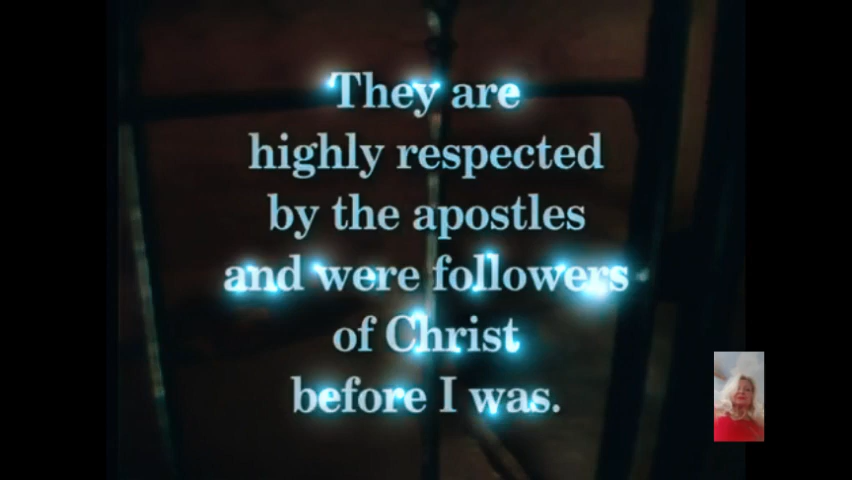 They are
highly respected
by the apostles
and were followers
of Christ
before I was.